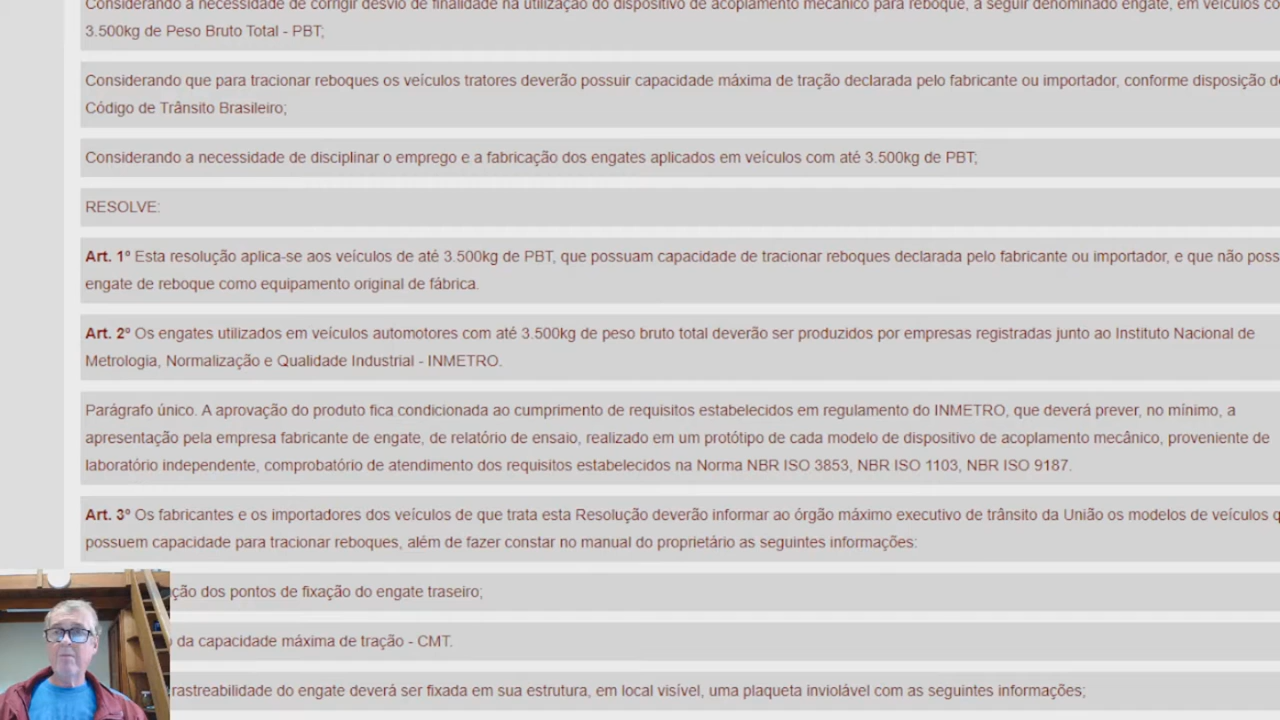 Considerando a necessidade de corrigir desvio de finalidade na utilização do dispositivo de acoplamento mecânico para reboque, a seguir denominado engate, em veículos
3.500kg de Peso Bruto Total - PBT;
Considerando que para tracionar reboques os veículos tratores deverão possuir capacidade máxima de tração declarada pelo fabricante ou importador, conforme disposição
Código de Trânsito Brasileiro;
Considerando a necessidade de disciplinar o emprego e a fabricação dos engates aplicados em veículos com até 3.500kg de PBT;
RESOLVE:
Art. 1º Esta resolução aplica-se aos veículos de até 3.500kg de PBT, que possuam capacidade de tracionar reboques declarada pelo fabricante ou importador, e que não
engate de reboque como equipamento original de fábrica.
Art. 2º Os engates utilizados em veículos automotores com até 3.500kg de peso bruto total deverão ser produzidos por empresas registradas junto ao Instituto Nacional de
Metrologia, Normalização e Qualidade Industrial - INMETRO.
Parágrafo único. A aprovação do produto fica condicionada ao cumprimento de requisitos estabelecidos em regulamento do INMETRO, que deverá prever, no mínimo, a
apresentação pela empresa fabricante de engate, de relatório de ensaio, realizado em um protótipo de cada modelo de dispositivo de acoplamento mecânico, proveniente de
laboratório independente, comprobatório de atendimento dos requisitos estabelecidos na Norma NBR ISO 3853, NBR ISO 1103, NBR ISO 9187.
Art. 3º Os fabricantes e os importadores dos veículos de que trata esta Resolução deverão informar ao órgão máximo executivo de trânsito da União os modelos de veículos
possuem capacidade para tracionar reboques, além de fazer constar no manual do proprietário as seguintes informações:
dos pontos de fixação do engate traseiro;
da capacidade máxima de tração - CMT.
rastreabilidade do engate deverá ser fixada em sua estrutura, em local visível, uma plaqueta inviolável com as seguintes informações;